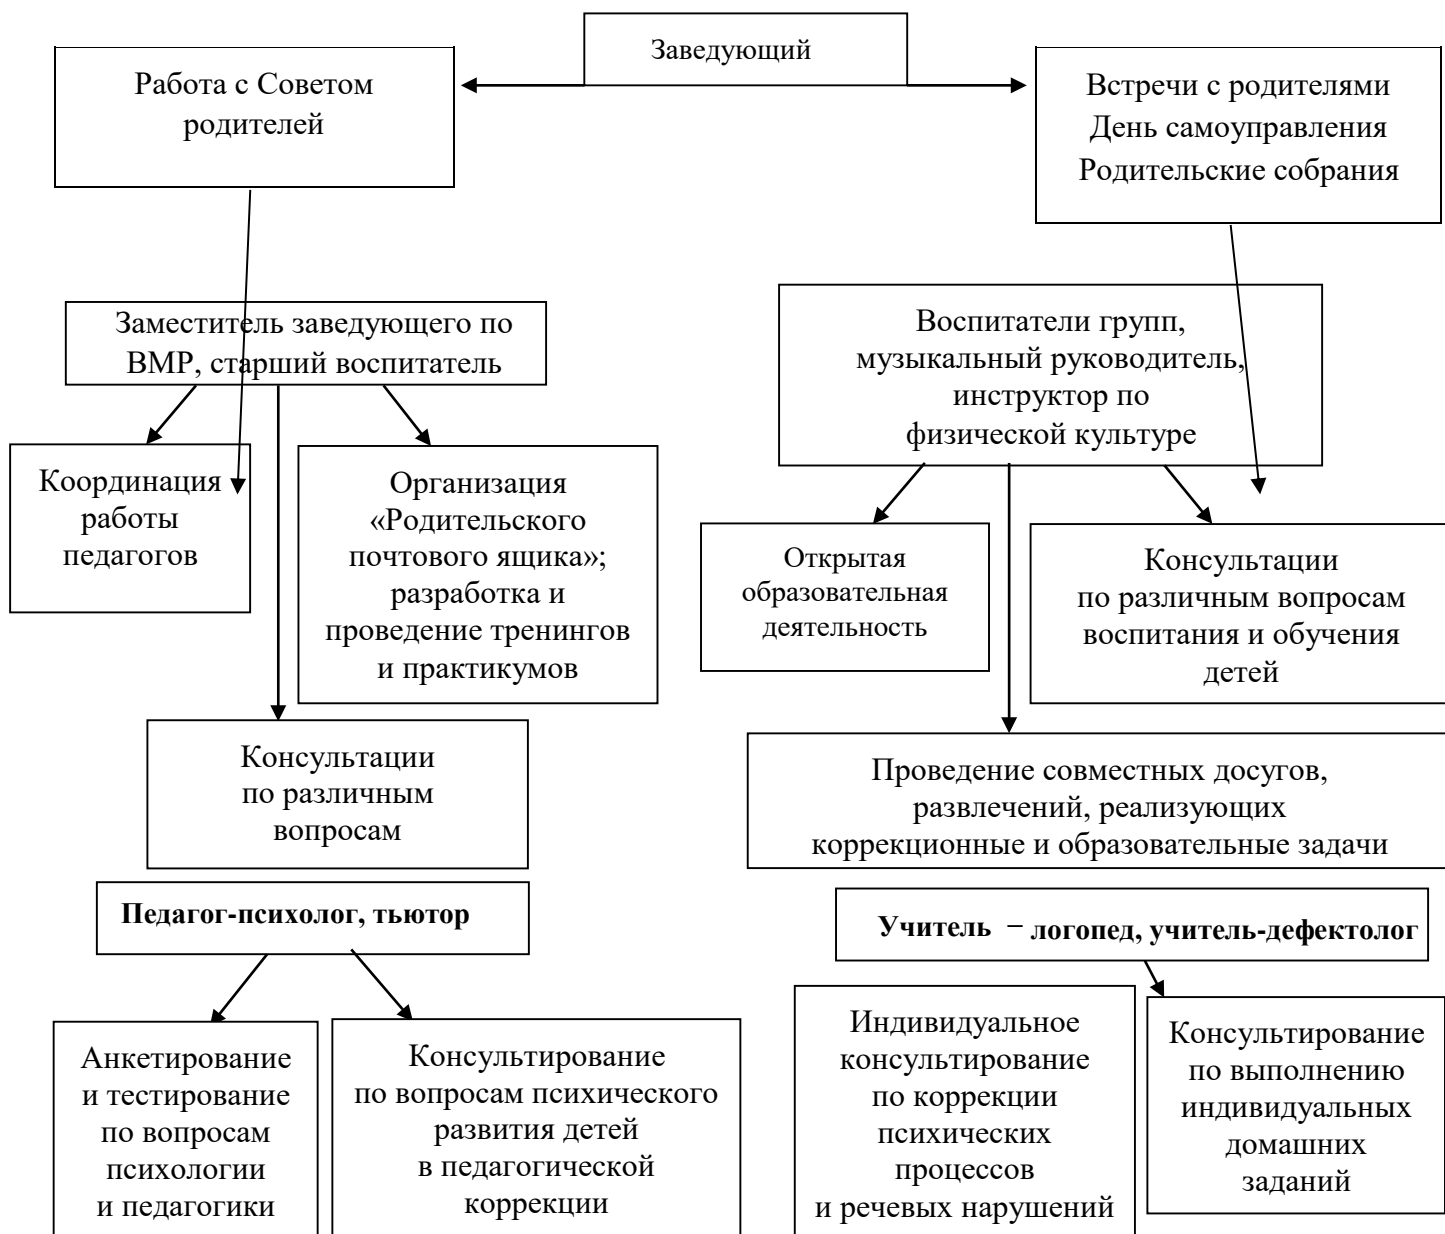 Заведующий
Работа с Советом
родителей
Встречи с родителями
День самоуправления
Родительские собрания
Заместитель заведующего по
ВМР, старший воспитатель
Воспитатели групп,
музыкальный руководитель,
инструктор по
физической культуре
Координация
работы
педагогов
Организация
«Родительского
почтового ящика»;
разработка и
проведение тренингов
и практикумов
Открытая
образовательная
деятельность
Консультации
по различным вопросам
воспитания и обучения
детей
Консультации
по различным
вопросам
Проведение совместных досугов,
развлечений, реализующих
коррекционные и образовательные задачи
Педагог-психолог, тьютор
Учитель – логопед, учитель-дефектолог
Анкетирование
и тестирование
по вопросам
психологии
и педагогики
Консультирование
по вопросам психического
развития детей
в педагогической
коррекции
Индивидуальное
консультирование
по коррекции
психических
процессов
и речевых нарушений
Консультирование
по выполнению
индивидуальных
домашних
заданий